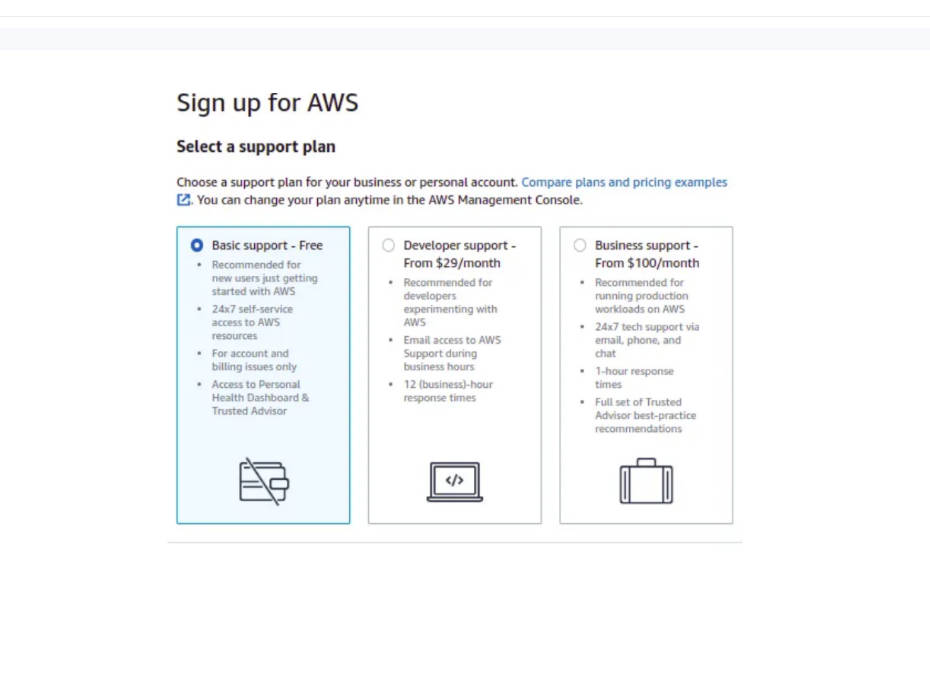 Sign up for AWS
Select a support plan
Choose a support plan for your business or personal account. Compare plans and pricing examples
. You can change your plan anytime in the AWS Management Console.
Basic support - Free
• Recommended for
new users just getting
started with AWS
• 24x7 self-service
access to AWS
resources
• For account and
billing issues only
• Access to Personal
Health Dashboard &
Trusted Advisor
Developer support -
From $29/month
• Recommended for
developers
experimenting with
AWS
• Email access to AWS
Support during
business hours
• 12 (business)-hour
response times
</>
Business support -
From $100/month
• Recommended for
running production
workloads on AWS
• 24x7 tech support via
email, phone, and
chat
• 1-hour response
times
• Full set of Trusted
Advisor best-practice
recommendations